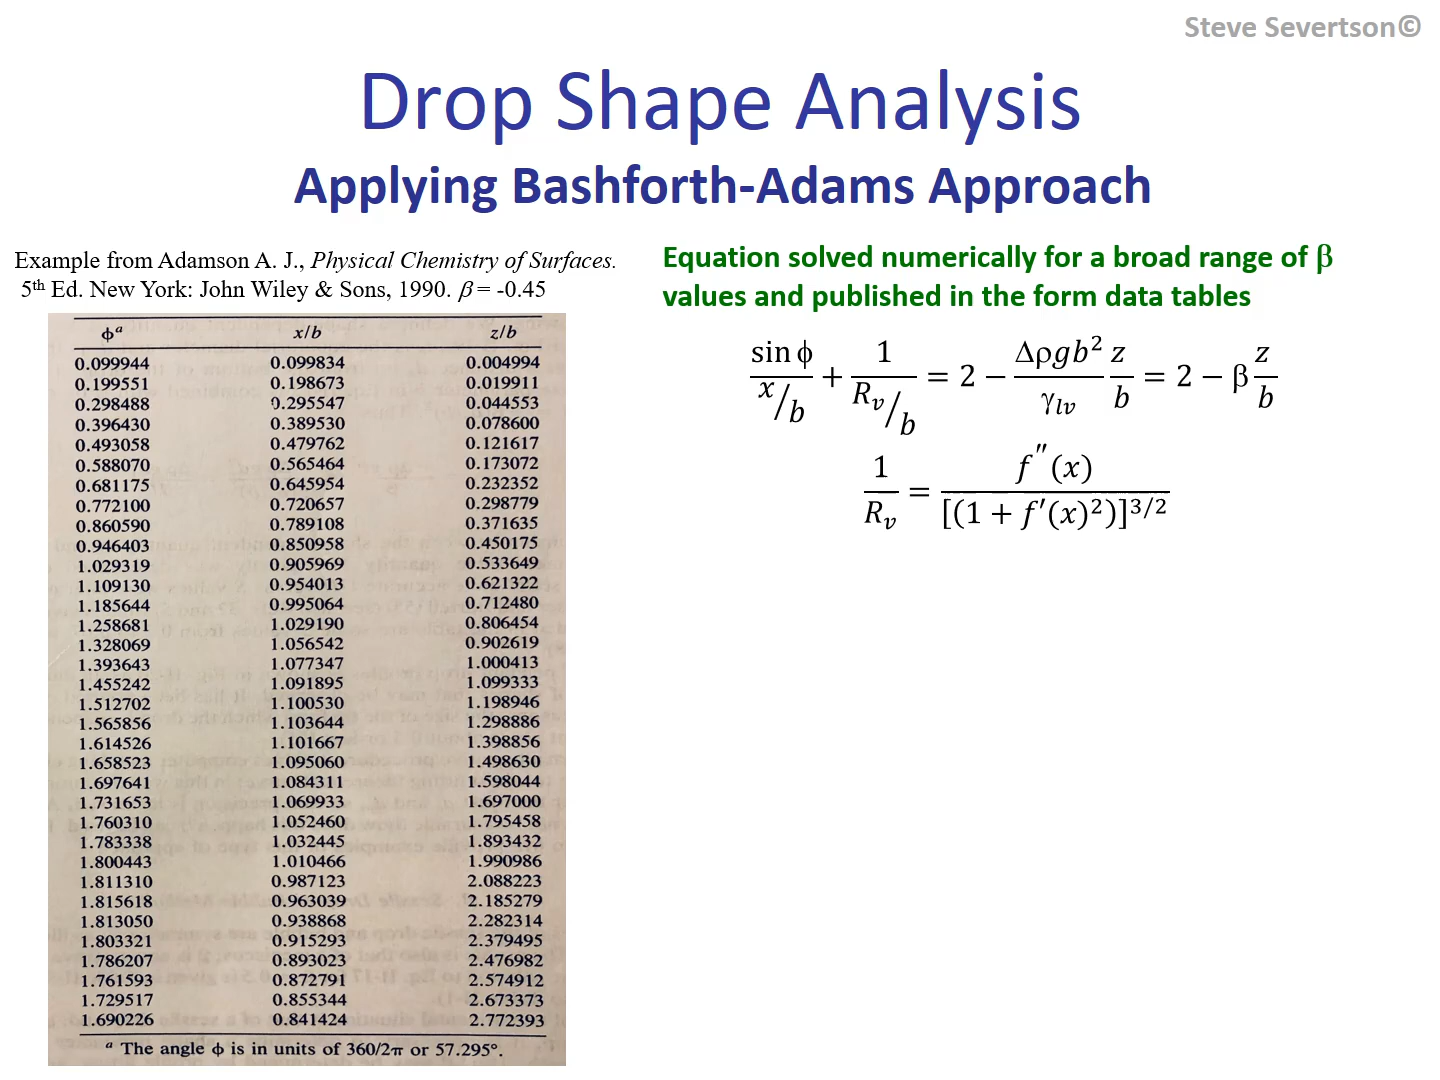 Steve Severtson©
Drop Shape Analysis
Applying Bashforth-Adams Approach
Example from Adamson A. J., Physical Chemistry of Surfaces.
5th Ed. New York: John Wiley & Sons, 1990. β = -0.45
ϕᵃ x/b z/b
0.099944 0.099834 0.004994
0.199551 0.198673 0.019911
0.298488 0.295547 0.044553
0.396430 0.389530 0.078600
0.493058 0.479762 0.121617
0.588070 0.565464 0.173072
0.681175 0.645954 0.232352
0.772100 0.720657 0.298779
0.860590 0.789108 0.371635
0.946403 0.850958 0.450175
1.029319 0.905969 0.533649
1.109130 0.954013 0.621322
1.185644 0.995064 0.712480
1.258681 1.029190 0.806454
1.328069 1.056542 0.902619
1.393643 1.077347 1.000413
1.455242 1.091895 1.099333
1.512702 1.100530 1.198946
1.565856 1.103644 1.298886
1.614526 1.101667 1.398856
1.658523 1.095060 1.498630
1.697641 1.084311 1.598044
1.731653 1.069933 1.697000
1.760310 1.052460 1.795458
1.783338 1.032445 1.893432
1.800443 1.010466 1.990986
1.811310 0.987123 2.088223
1.815618 0.963039 2.185279
1.813050 0.938868 2.282314
1.803321 0.915293 2.379495
1.786207 0.893023 2.476982
1.761593 0.872791 2.574912
1.729517 0.855344 2.673373
1.690226 0.841424 2.772393
ᵃ The angle ϕ is in units of 360/2π or 57.295°.
Equation solved numerically for a broad range of β
values and published in the form data tables
sin ϕ / (x/b) + 1 / (R_v/b) = 2 − (Δρgb²/γ_lv) (z/b) = 2 − β z/b
1/R_v = f″(x) / [(1 + f′(x)²)]^3/2